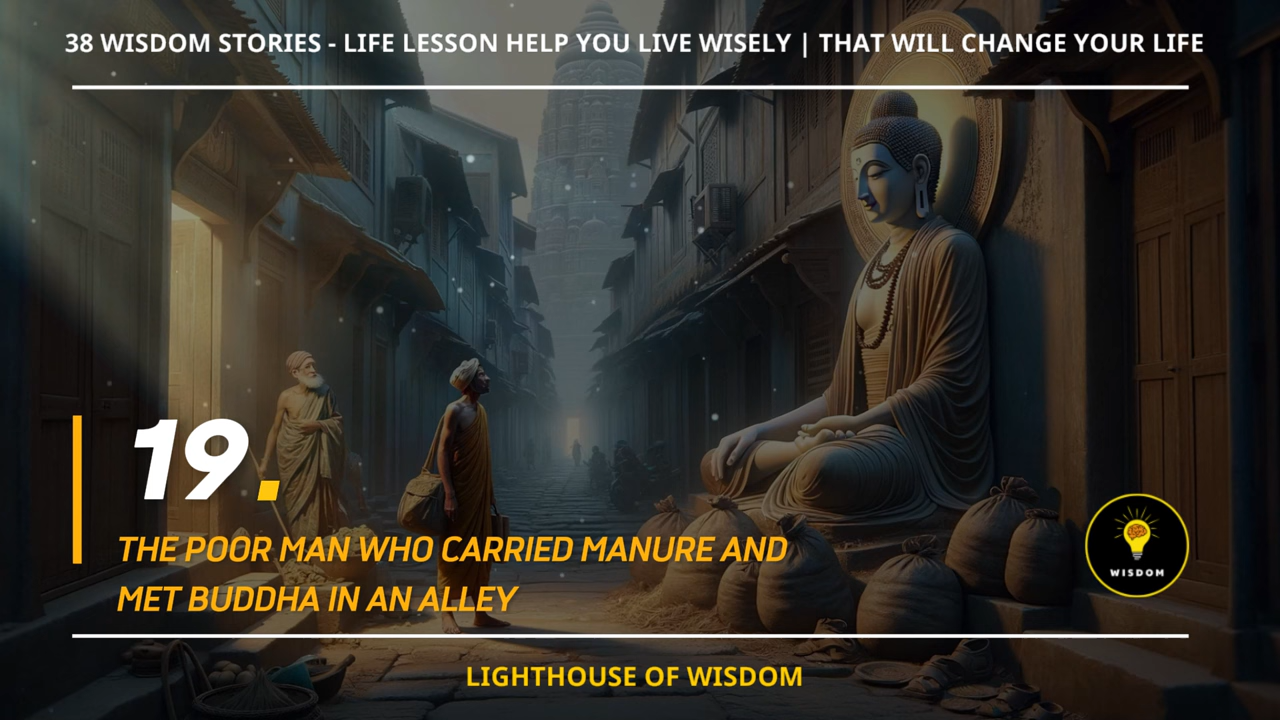 38 WISDOM STORIES - LIFE LESSON HELP YOU LIVE WISELY | THAT WILL CHANGE YOUR LIFE
19.
THE POOR MAN WHO CARRIED MANURE AND
MET BUDDHA IN AN ALLEY
WISDOM
LIGHTHOUSE OF WISDOM